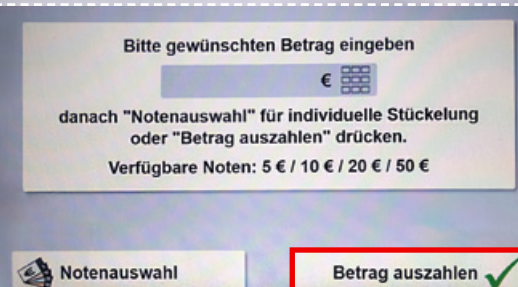 Bitte gewünschten Betrag eingeben
€
danach "Notenauswahl" für individuelle Stückelung
oder "Betrag auszahlen" drücken.
Verfügbare Noten: 5 € / 10 € / 20 € / 50 €
Notenauswahl
Betrag auszahlen